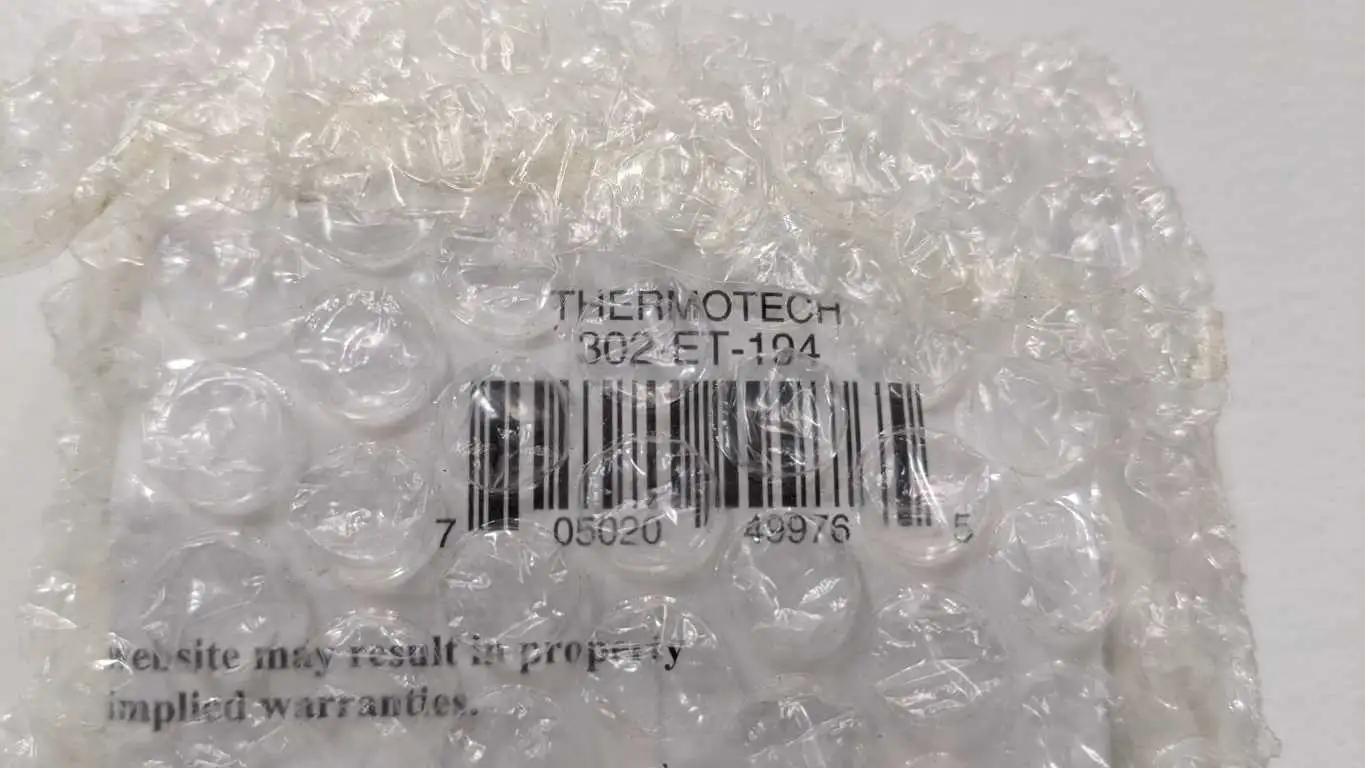 THERMOTECH
302 ET-194
7 05020 49976 5
website may result in property
implied warranties.